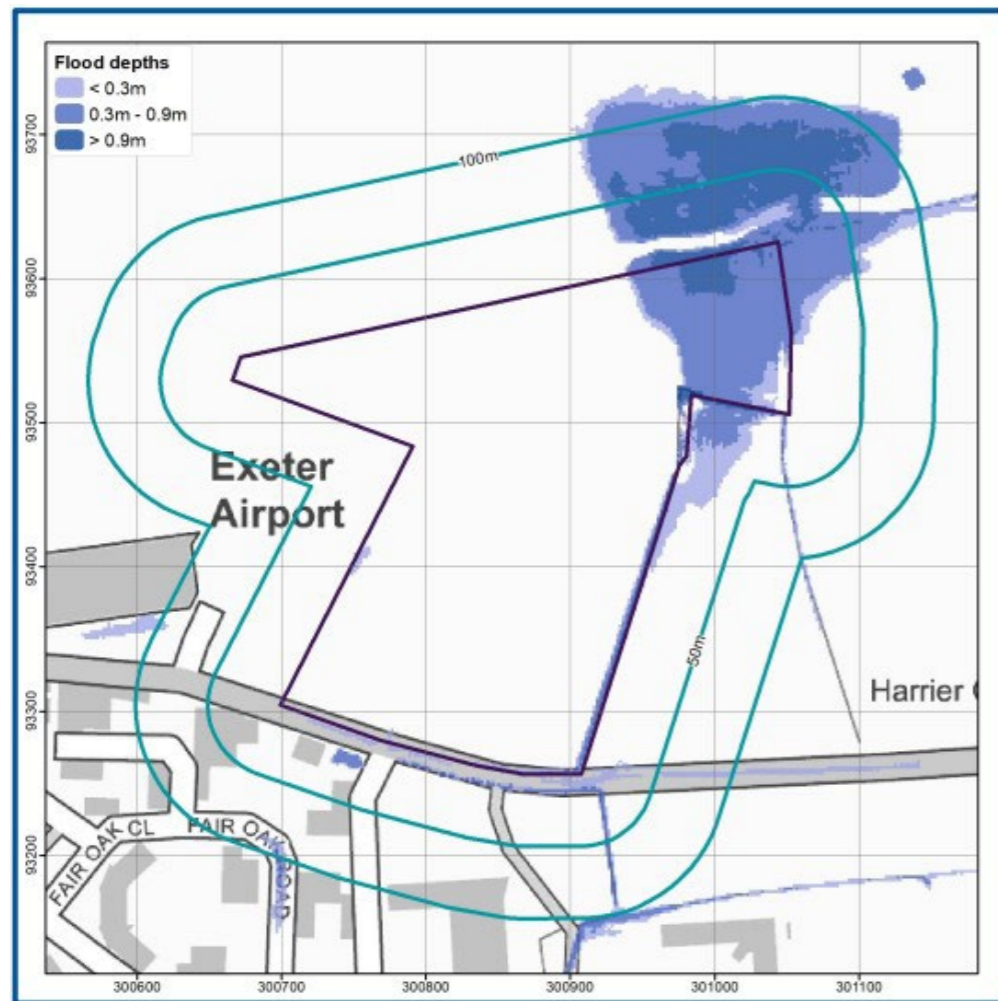 Flood depths
< 0.3m
0.3m - 0.9m
> 0.9m
93700
100m
93600
93500
Exeter
Airport
93400
50m
Harrier
93300
FAIR OAK CL
FAIR OAK
ROAD
93200
300600
300700
300800
300900
301000
301100